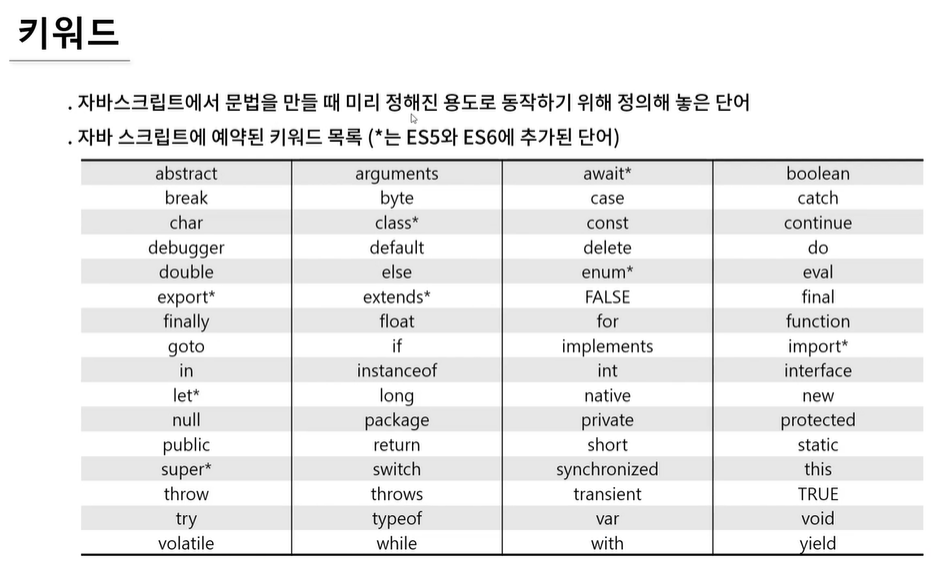 키워드
. 자바스크립트에서 문법을 만들 때 미리 정해진 용도로 동작하기 위해 정의해 놓은 단어
. 자바 스크립트에 예약된 키워드 목록 (*는 ES5와 ES6에 추가된 단어)
abstract arguments await* boolean
break byte case catch
char class* const continue
debugger default delete do
double else enum* eval
export* extends* FALSE final
finally float for function
goto if implements import*
in instanceof int interface
let* long native new
null package private protected
public return short static
super* switch synchronized this
throw throws transient TRUE
try typeof var void
volatile while with yield